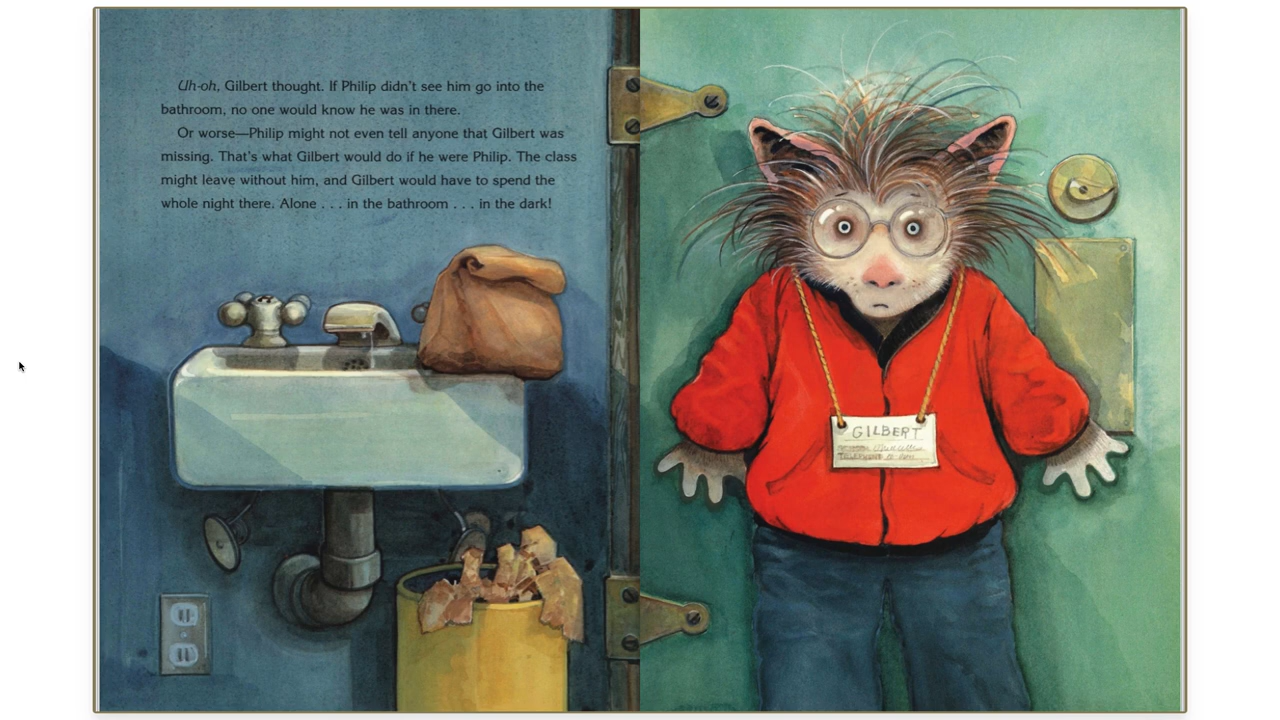 Uh-oh, Gilbert thought. If Philip didn't see him go into the
bathroom, no one would know he was in there.
Or worse—Philip might not even tell anyone that Gilbert was
missing. That's what Gilbert would do if he were Philip. The class
might leave without him, and Gilbert would have to spend the
whole night there. Alone . . . in the bathroom . . . in the dark!
GILBERT